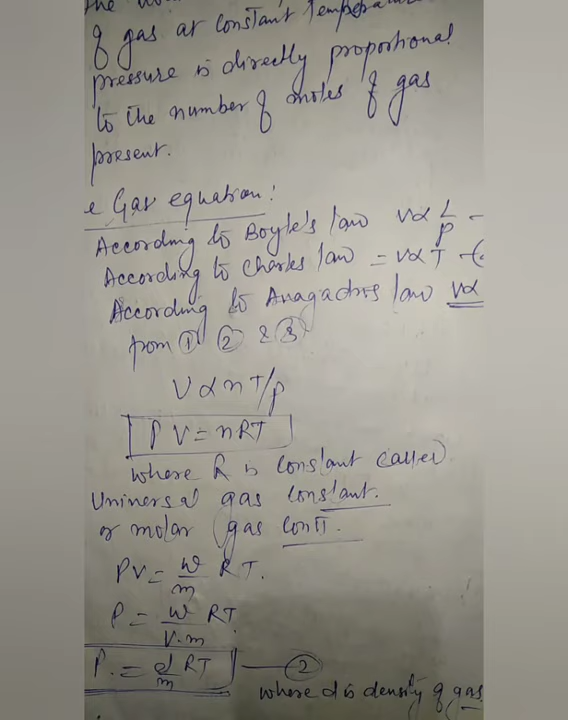 the
of gas at constant Tempera
pressure is directly proportional
to the number of moles of gas
present.
e Gas equation:
According to Boyle's law V∝ 1/P -
According to Charles law = V∝T -(
According to Avagadros law V∝
from ① ② & ③
V∝nT/p
PV=nRT
where R is constant called
Universal gas constant.
or molar (gas conTt.
PV = w/m RT.
P = w/V.m RT
P. = d/m RT —②
where d is density of gas